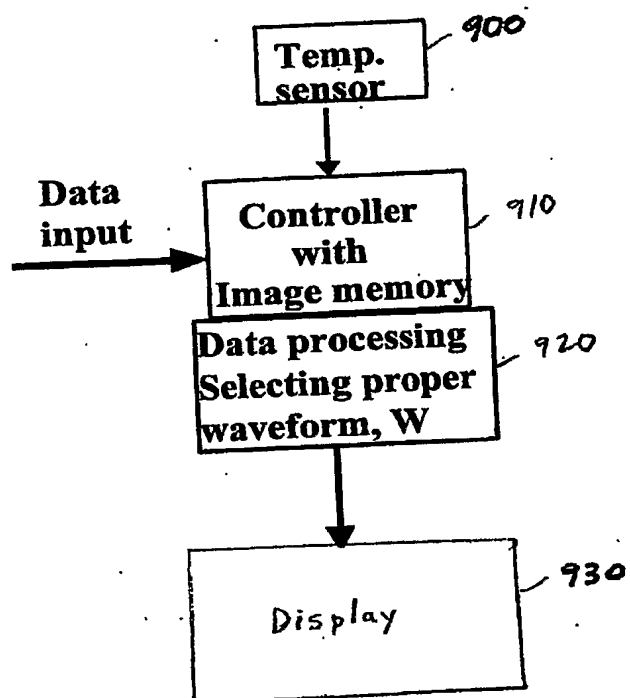 900
Temp.
sensor
Data
input
Controller
with
Image memory
910
Data processing
Selecting proper
waveform, W
920
930
Display